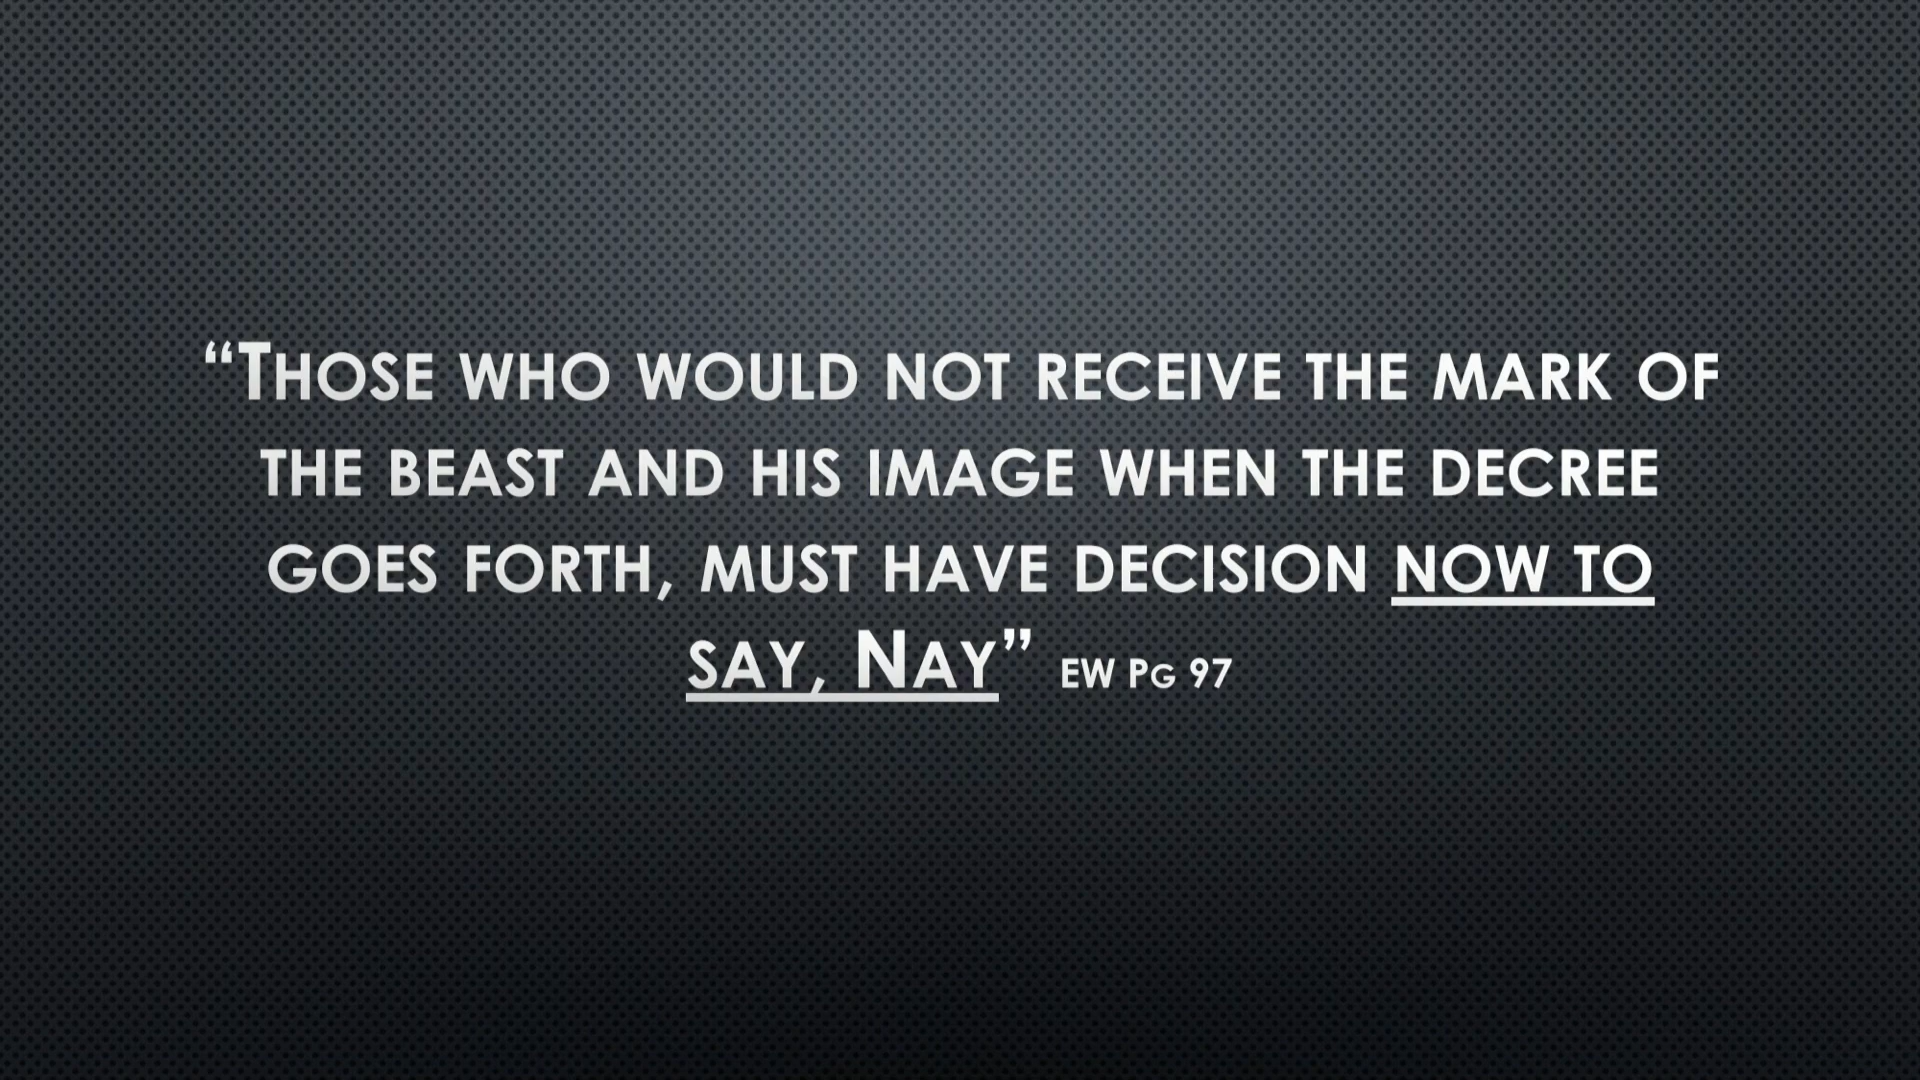 “Those who would not receive the mark of
the beast and his image when the decree
goes forth, must have decision now to
say, Nay” EW Pg 97